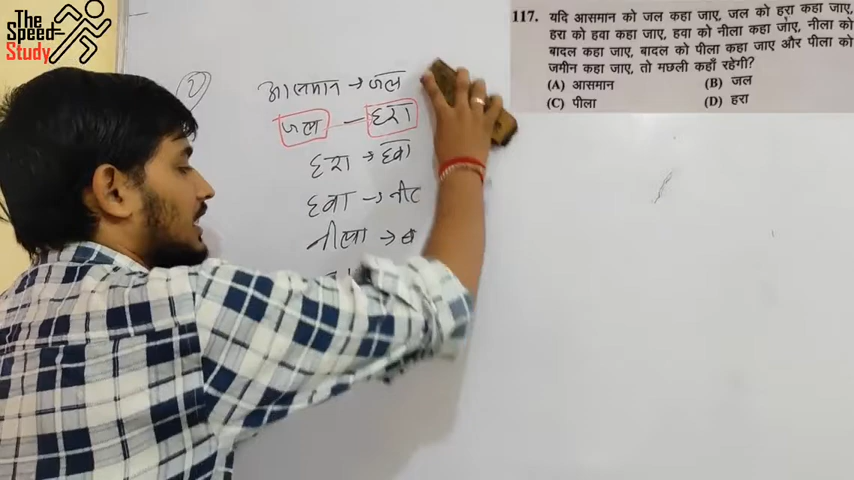 The
Speed
Study
117. यदि आसमान को जल कहा जाए, जल को हरा कहा जाए,
हरा को हवा कहा जाए, हवा को नीला कहा जाए, नीला को
बादल कहा जाए, बादल को पीला कहा जाए और पीला को
जमीन कहा जाए, तो मछली कहाँ रहेगी?
(A) आसमान (B) जल
(C) पीला (D) हरा
आसमान → जल
जल – हरा
हरा → हवा
हवा → नील
नीला → ब